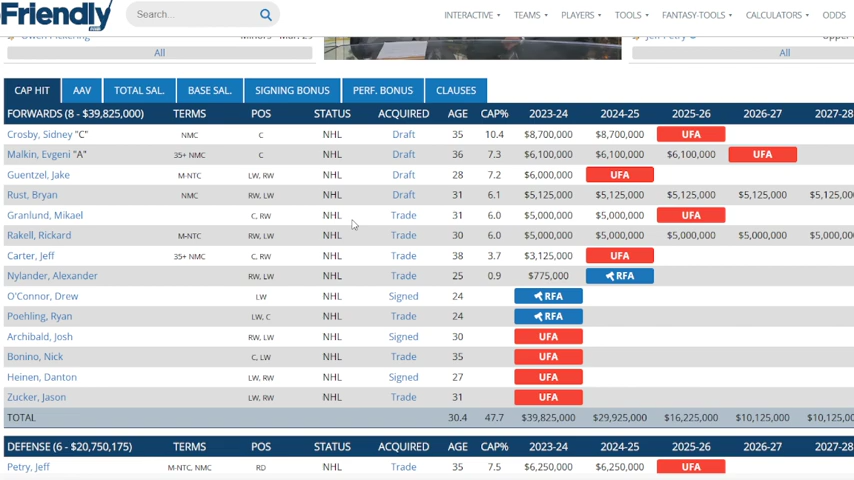 Friendly
Search...
INTERACTIVE TEAMS PLAYERS TOOLS FANTASY-TOOLS CALCULATORS ODDS
All All
CAP HIT AAV TOTAL SAL. BASE SAL. SIGNING BONUS PERF. BONUS CLAUSES
FORWARDS (8 - $39,825,000) TERMS POS STATUS ACQUIRED AGE CAP% 2023-24 2024-25 2025-26 2026-27 2027-28
Crosby, Sidney "C" NMC C NHL Draft 35 10.4 $8,700,000 $8,700,000 UFA
Malkin, Evgeni "A" 35+ NMC C NHL Draft 36 7.3 $6,100,000 $6,100,000 $6,100,000 UFA
Guentzel, Jake M-NTC LW, RW NHL Draft 28 7.2 $6,000,000 UFA
Rust, Bryan NMC RW, LW NHL Draft 31 6.1 $5,125,000 $5,125,000 $5,125,000 $5,125,000 $5,125,00
Granlund, Mikael C, RW NHL Trade 31 6.0 $5,000,000 $5,000,000 UFA
Rakell, Rickard M-NTC RW, LW NHL Trade 30 6.0 $5,000,000 $5,000,000 $5,000,000 $5,000,000 $5,000,00
Carter, Jeff 35+ NMC C, RW NHL Trade 38 3.7 $3,125,000 UFA
Nylander, Alexander RW, LW NHL Trade 25 0.9 $775,000 RFA
O'Connor, Drew LW NHL Signed 24 RFA
Poehling, Ryan LW, C NHL Trade 24 RFA
Archibald, Josh RW, LW NHL Signed 30 UFA
Bonino, Nick C, LW NHL Trade 35 UFA
Heinen, Danton LW, RW NHL Signed 27 UFA
Zucker, Jason LW, RW NHL Trade 31 UFA
TOTAL 30.4 47.7 $39,825,000 $29,925,000 $16,225,000 $10,125,000 $10,125,00
DEFENSE (6 - $20,750,175) TERMS POS STATUS ACQUIRED AGE CAP% 2023-24 2024-25 2025-26 2026-27 2027-28
Petry, Jeff M-NTC, NMC RD NHL Trade 35 7.5 $6,250,000 $6,250,000 UFA